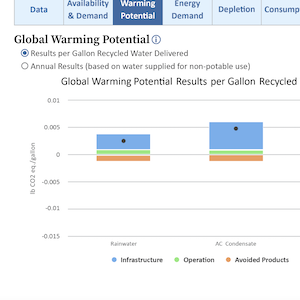 Data
Availability & Demand
Warming Potential
Energy Demand
Depletion
Consump
Global Warming Potential ⓘ
Results per Gallon Recycled Water Delivered
Annual Results (based on water supplied for non-potable use)
Global Warming Potential Results per Gallon Recycled
0.01
0.005
0
-0.005
-0.01
-0.015
lb CO2 eq./gallon
Rainwater
AC Condensate
Infrastructure
Operation
Avoided Products